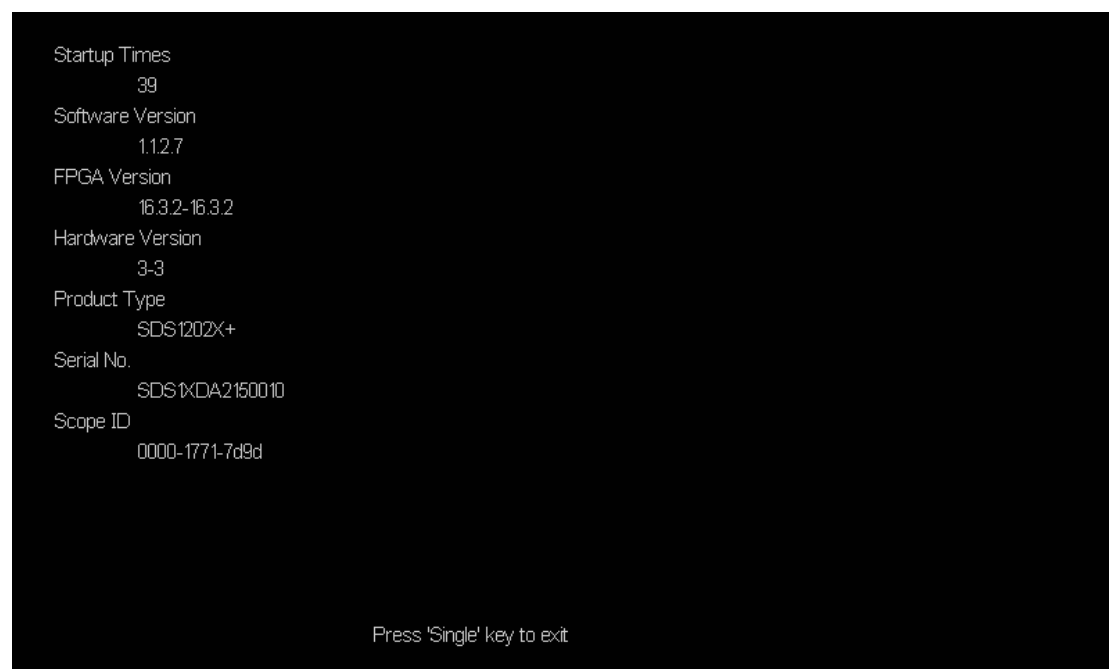 Startup Times
39
Software Version
1.1.2.7
FPGA Version
16.3.2-16.3.2
Hardware Version
3-3
Product Type
SDS1202X+
Serial No.
SDS1XDA2150010
Scope ID
0000-1771-7d9d
Press 'Single' key to exit